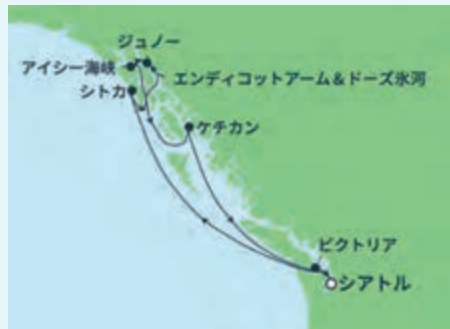 ジュノー
アイシー海峡
エンディコットアーム＆ドーズ氷河
シトカ
ケチカン
ビクトリア
シアトル